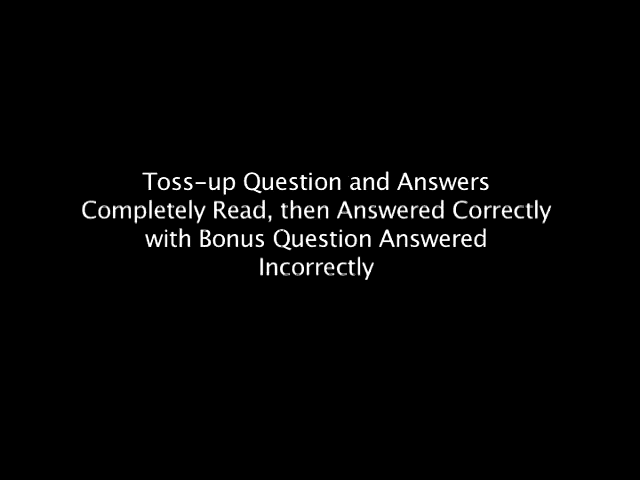 Toss-up Question and Answers
Completely Read, then Answered Correctly
with Bonus Question Answered
Incorrectly